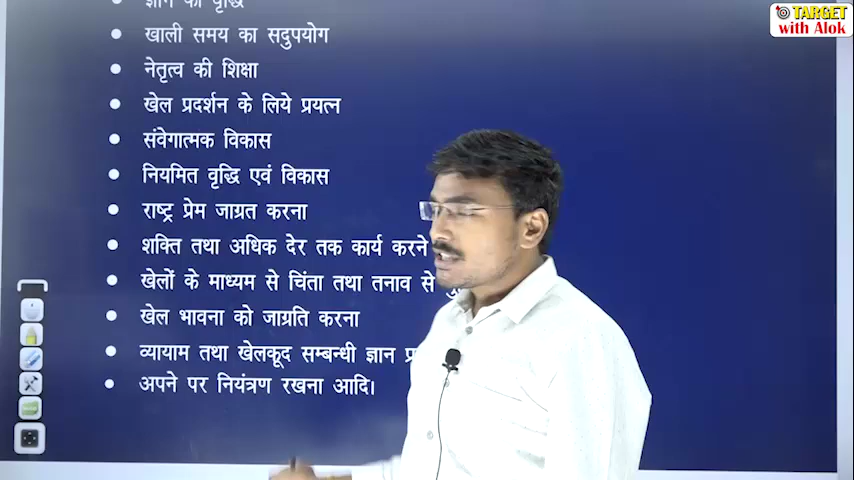 ज्ञान की वृद्धि
खाली समय का सदुपयोग
नेतृत्व की शिक्षा
खेल प्रदर्शन के लिये प्रयत्न
संवेगात्मक विकास
नियमित वृद्धि एवं विकास
राष्ट्र प्रेम जाग्रत करना
शक्ति तथा अधिक देर तक कार्य करने
खेलों के माध्यम से चिंता तथा तनाव से
खेल भावना को जाग्रति करना
व्यायाम तथा खेलकूद सम्बन्धी ज्ञान
अपने पर नियंत्रण रखना आदि।
TARGET
with Alok